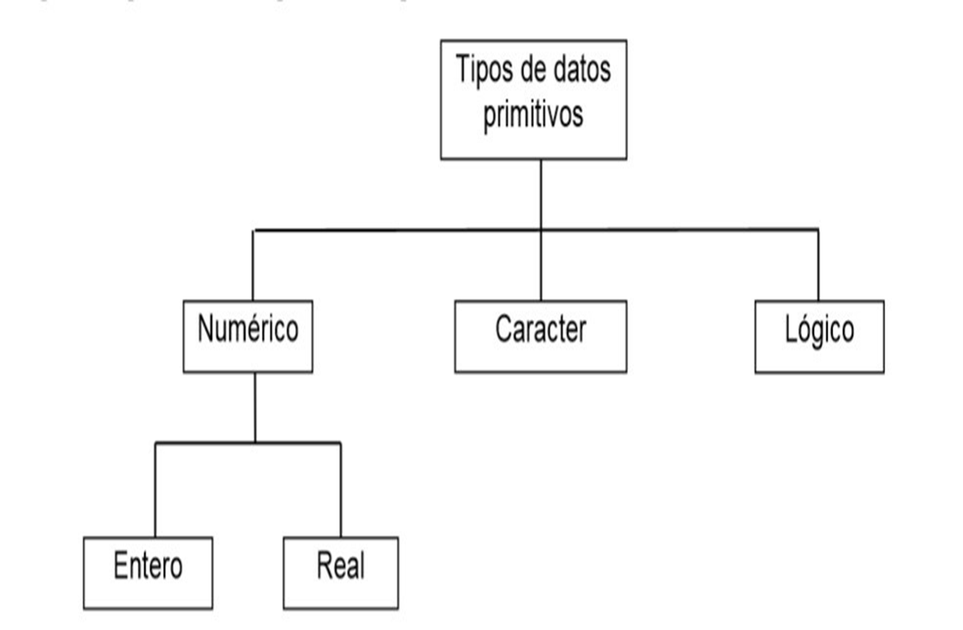 Tipos de datos
primitivos
Numérico
Caracter
Lógico
Entero
Real